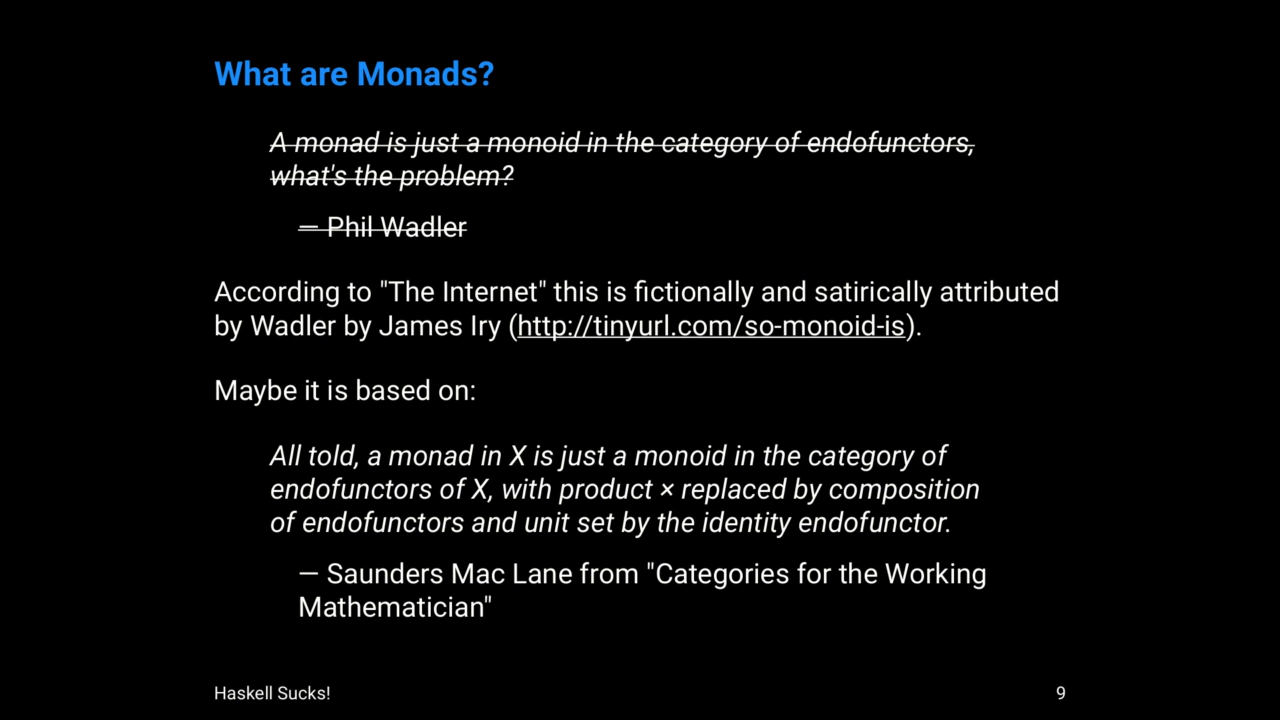 What are Monads?
A monad is just a monoid in the category of endofunctors,
what's the problem?
— Phil Wadler
According to "The Internet" this is fictionally and satirically attributed
by Wadler by James Iry (http://tinyurl.com/so-monoid-is).
Maybe it is based on:
All told, a monad in X is just a monoid in the category of
endofunctors of X, with product × replaced by composition
of endofunctors and unit set by the identity endofunctor.
— Saunders Mac Lane from "Categories for the Working
Mathematician"
Haskell Sucks!
9